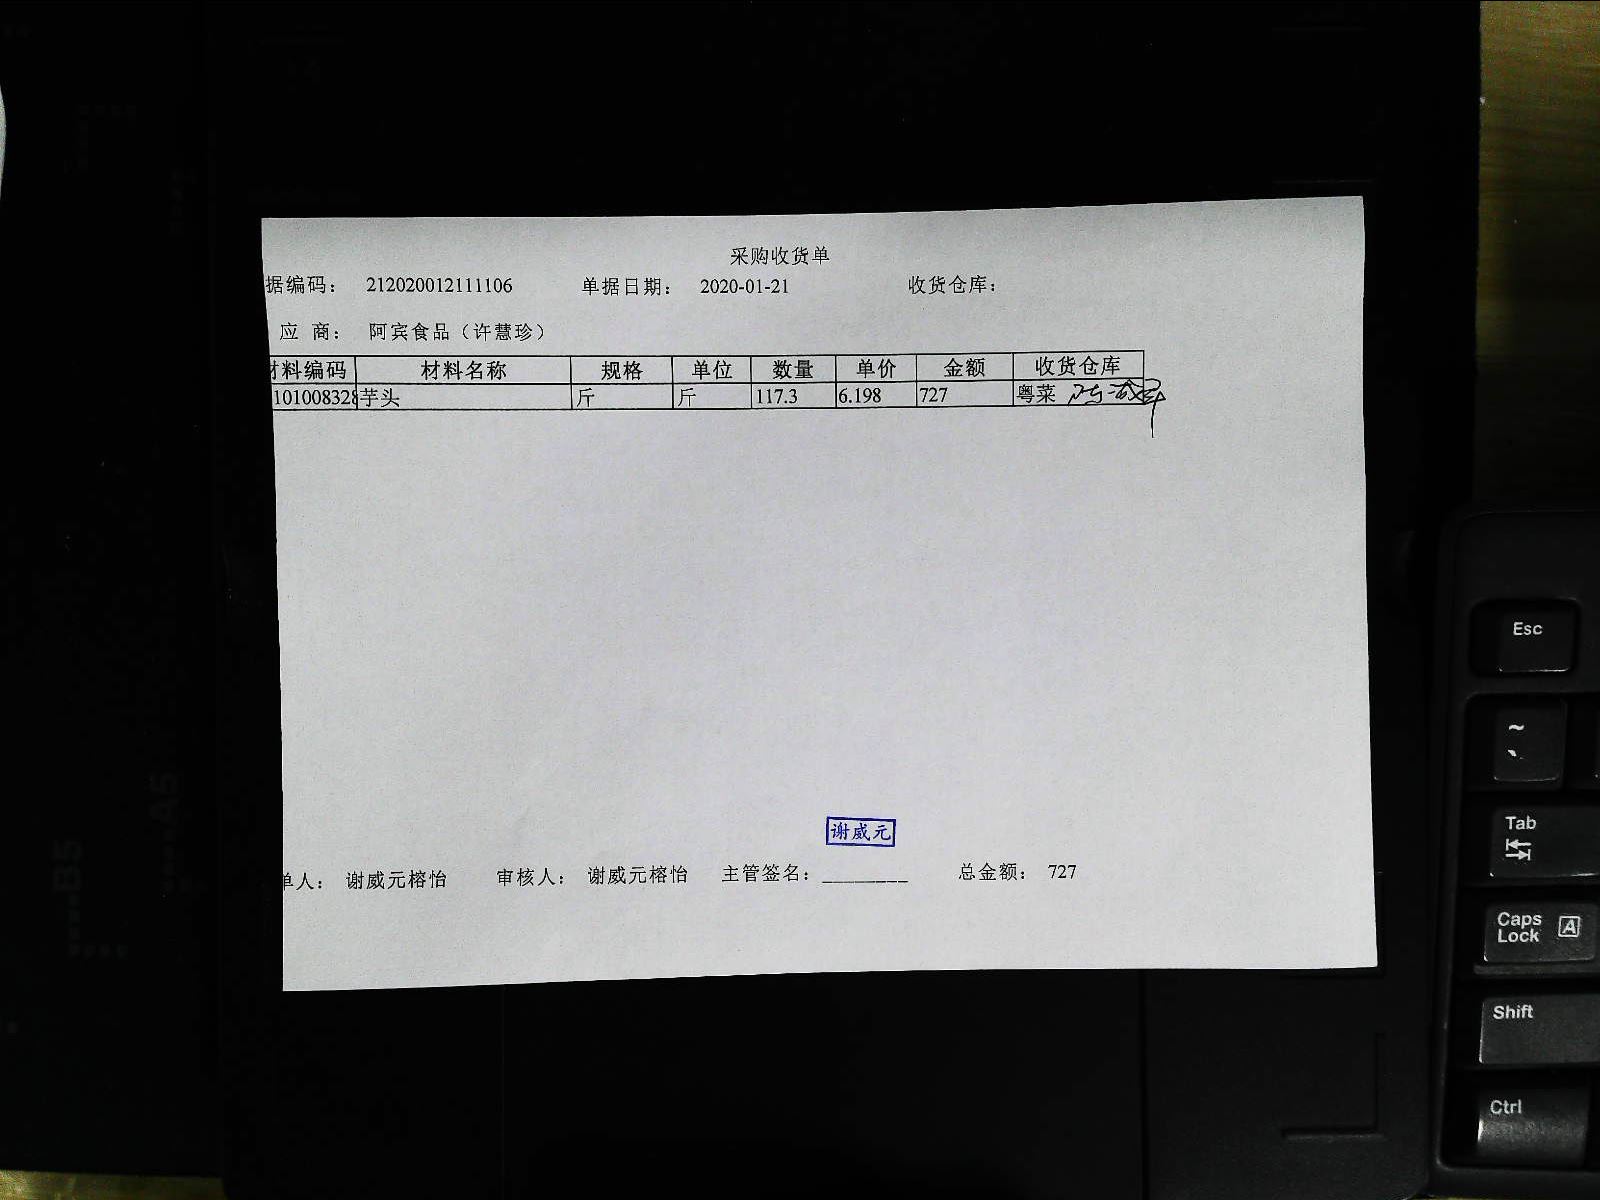 采购收货单
据编码： 212020012111106 单据日期： 2020-01-21 收货仓库：
应 商： 阿宾食品（许慧珍）
材料编码 材料名称 规格 单位 数量 单价 金额 收货仓库
101008328 芋头 斤 斤 117.3 6.198 727 粤菜
谢威元
单人： 谢威元榕怡 审核人： 谢威元榕怡 主管签名：________ 总金额： 727
Esc
~
`
Tab
Caps
Lock A
Shift
Ctrl
B5
A5